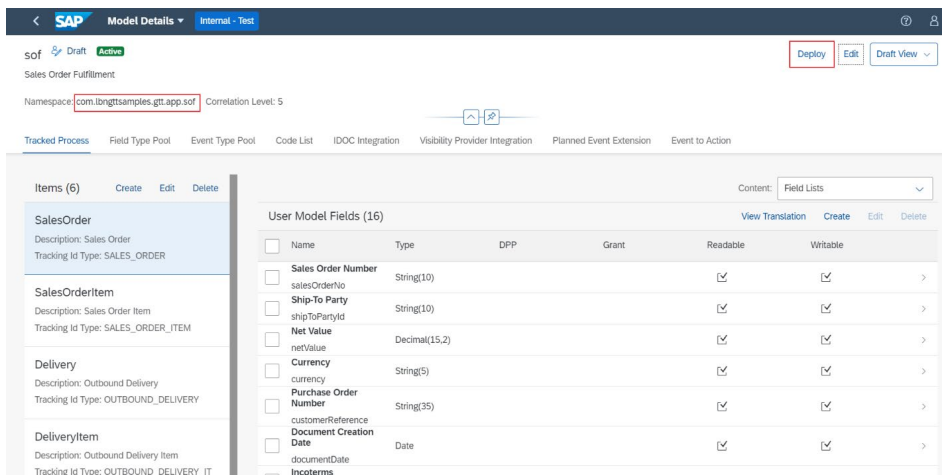 SAP Model Details Internal - Test
sof Draft Active
Deploy Edit Draft View
Sales Order Fulfillment
Namespace: com.lbngttsamples.gtt.app.sof Correlation Level: 5
Tracked Process Field Type Pool Event Type Pool Code List IDOC Integration Visibility Provider Integration Planned Event Extension Event to Action
Items (6) Create Edit Delete
SalesOrder
Description: Sales Order
Tracking Id Type: SALES_ORDER
SalesOrderItem
Description: Sales Order Item
Tracking Id Type: SALES_ORDER_ITEM
Delivery
Description: Outbound Delivery
Tracking Id Type: OUTBOUND_DELIVERY
DeliveryItem
Description: Outbound Delivery Item
Tracking Id Type: OUTBOUND_DELIVERY_IT
Content: Field Lists
User Model Fields (16) View Translation Create Edit Delete
Name Type DPP Grant Readable Writable
Sales Order Number
salesOrderNo
String(10)
Ship-To Party
shipToPartyId
String(10)
Net Value
netValue
Decimal(15,2)
Currency
currency
String(5)
Purchase Order
Number
customerReference
String(35)
Document Creation
Date
documentDate
Date
Incoterms